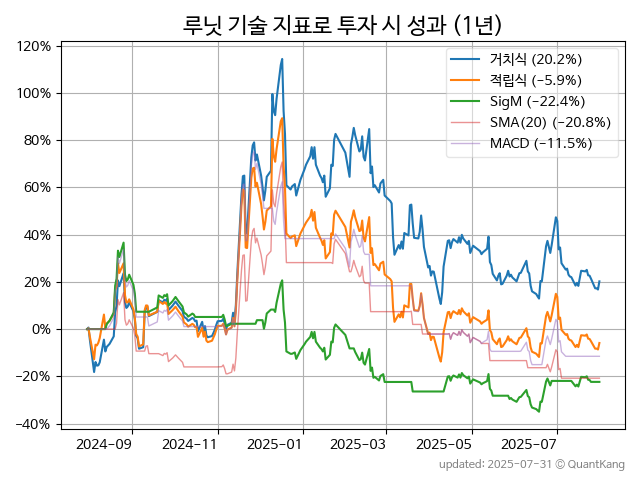 루닛 기술 지표로 투자 시 성과 (1년)
거치식 (20.2%)
적립식 (−5.9%)
SigM (−22.4%)
SMA(20) (−20.8%)
MACD (−11.5%)
120%
100%
80%
60%
40%
20%
0%
−20%
−40%
2024-09 2024-11 2025-01 2025-03 2025-05 2025-07
updated: 2025-07-31 © QuantKang